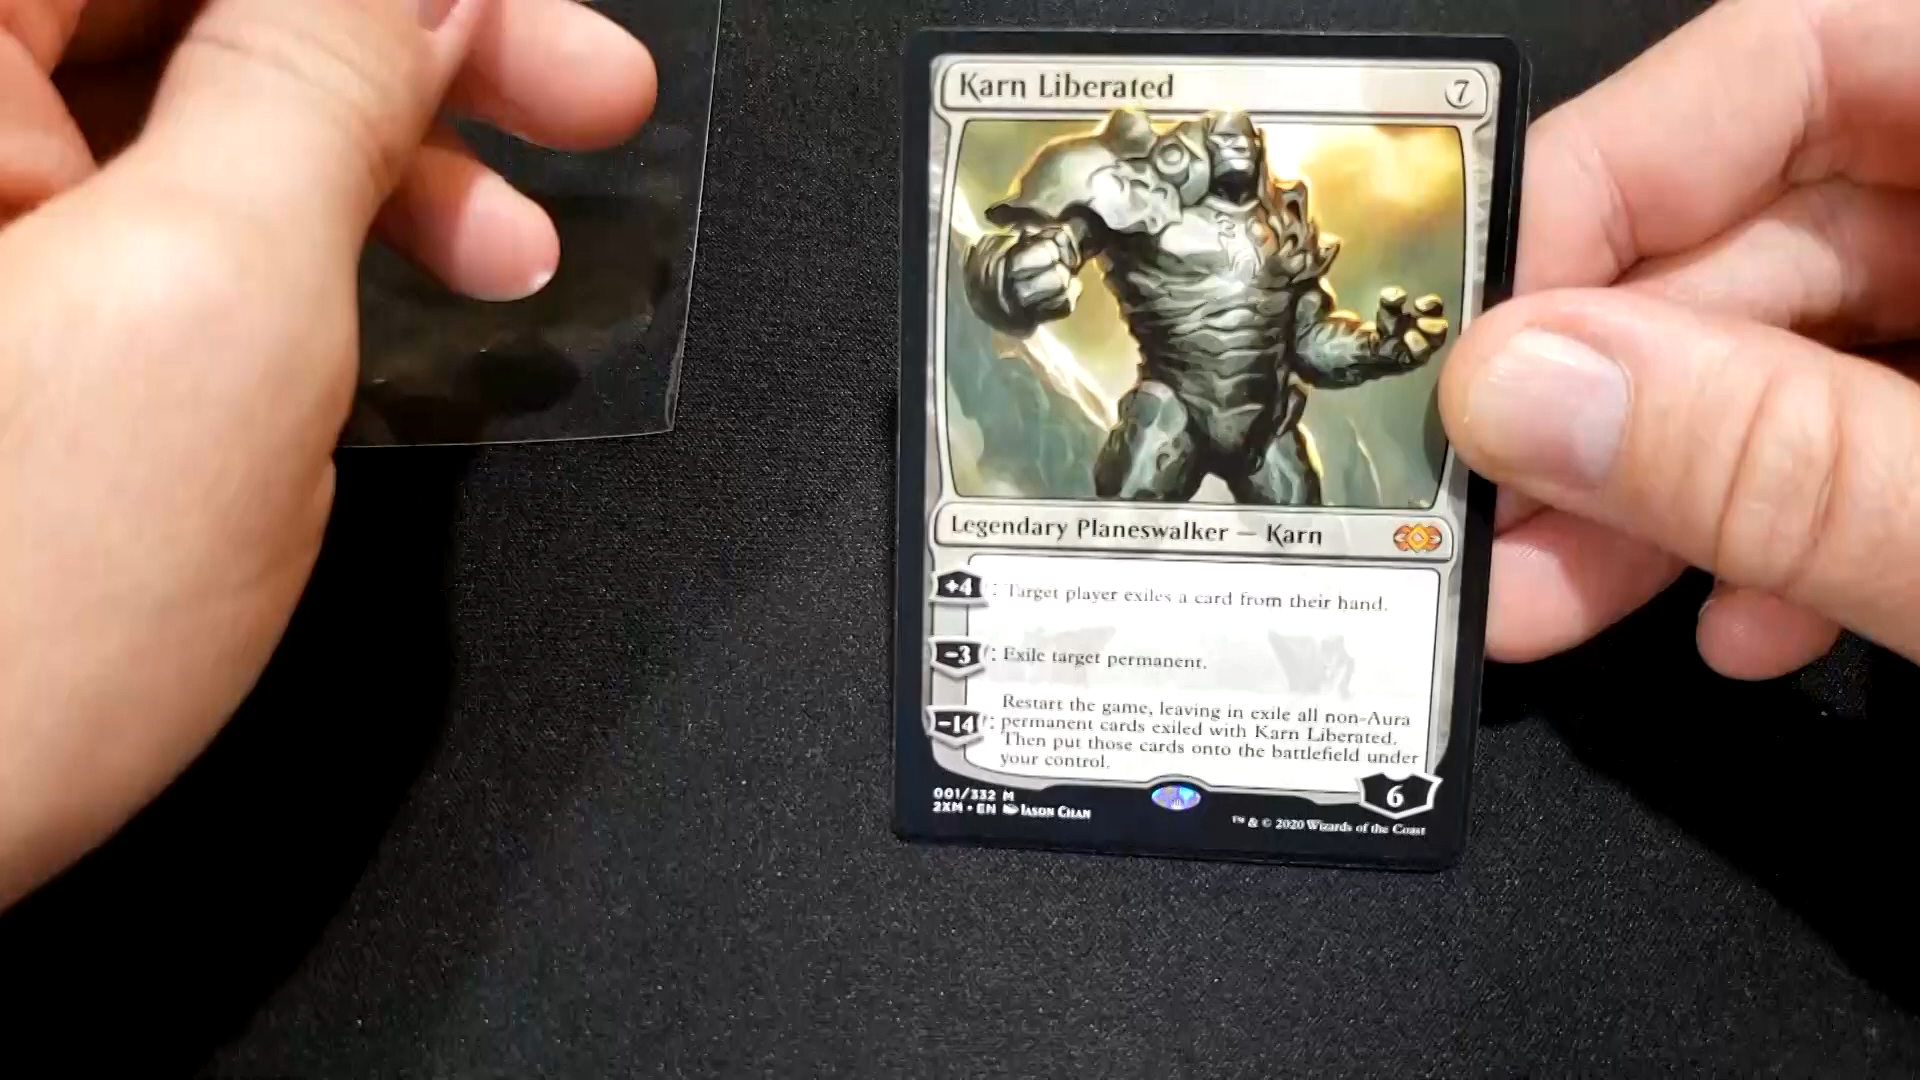 Karn Liberated 7
Legendary Planeswalker — Karn
+4 : Target player exiles a card from their hand.
−3 : Exile target permanent.
Restart the game, leaving in exile all non-Aura
−14 : permanent cards exiled with Karn Liberated.
Then put those cards onto the battlefield under
your control.
6
001/332 M
2XM • EN Jason Chan
™ & © 2020 Wizards of the Coast